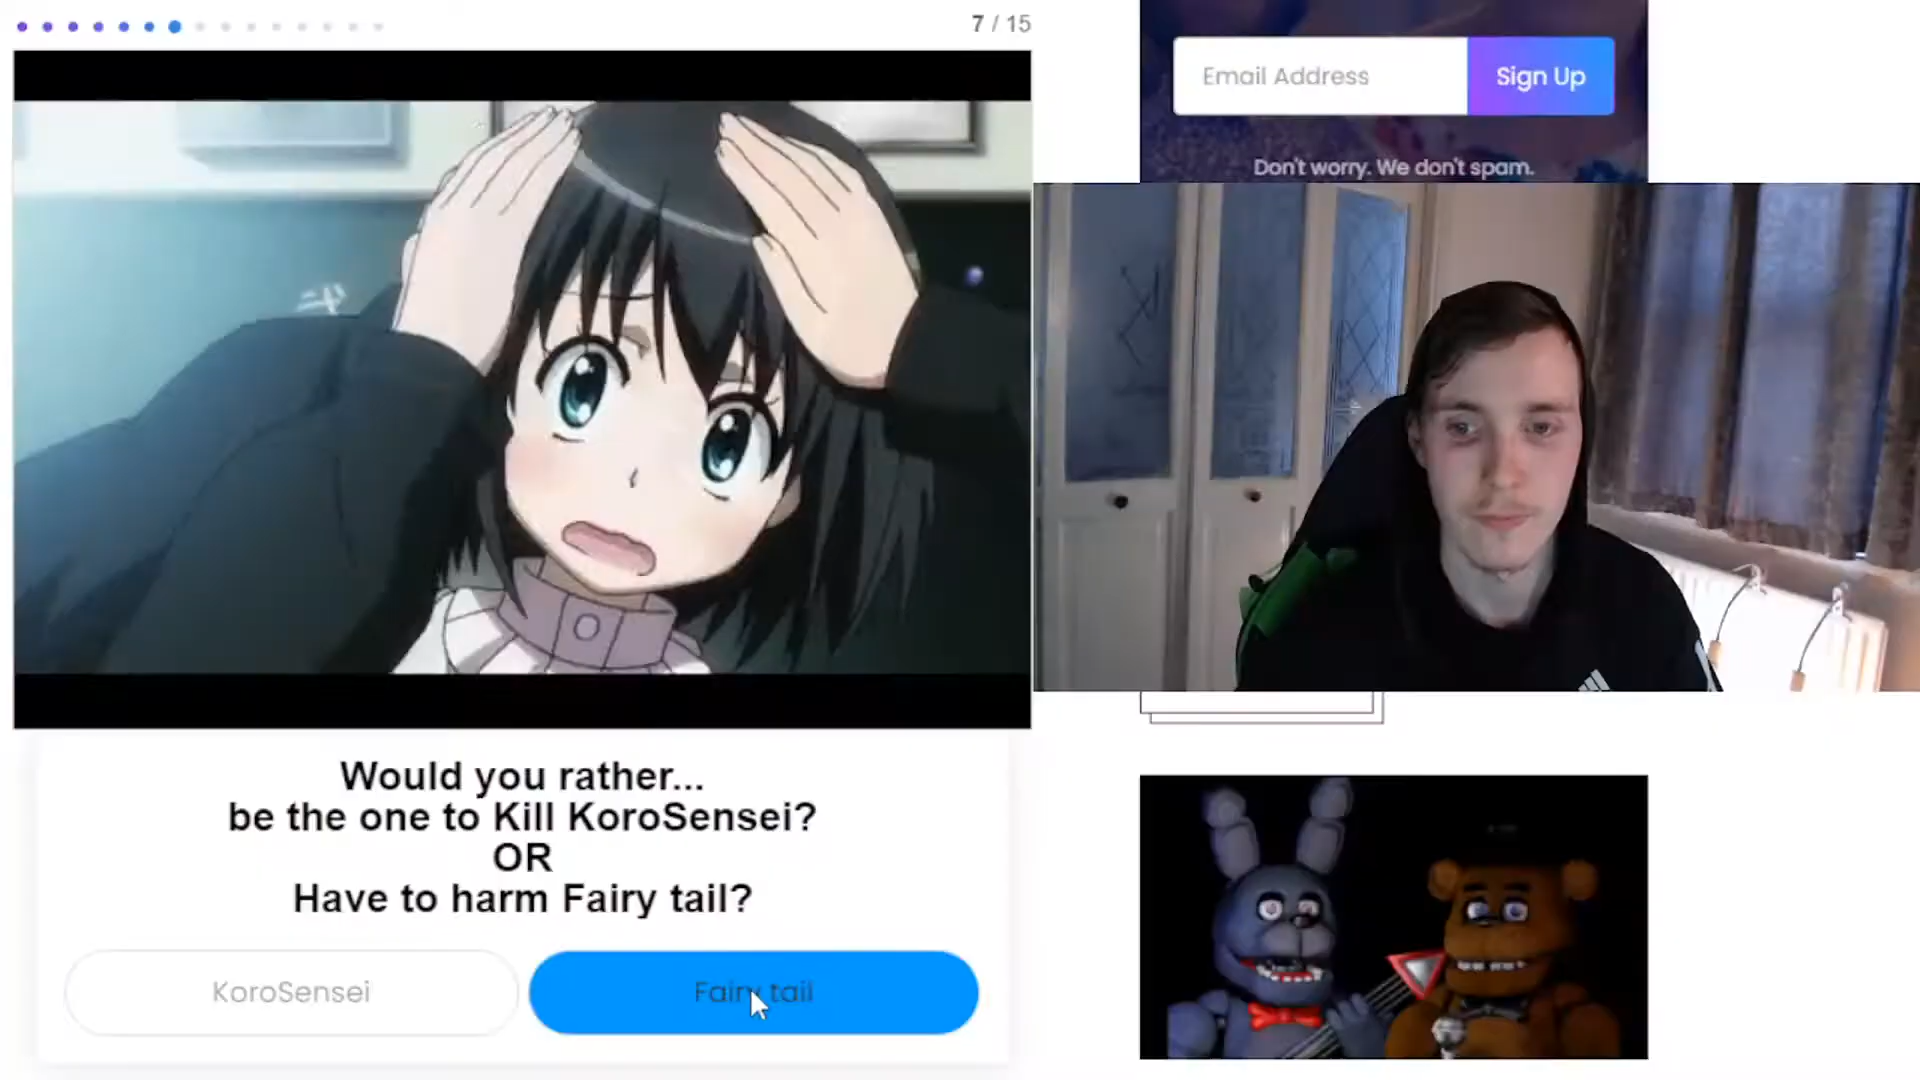 7 / 15
Email Address
Sign Up
Don't worry. We don't spam.
Would you rather...
be the one to Kill KoroSensei?
OR
Have to harm Fairy tail?
KoroSensei
Fairy tail